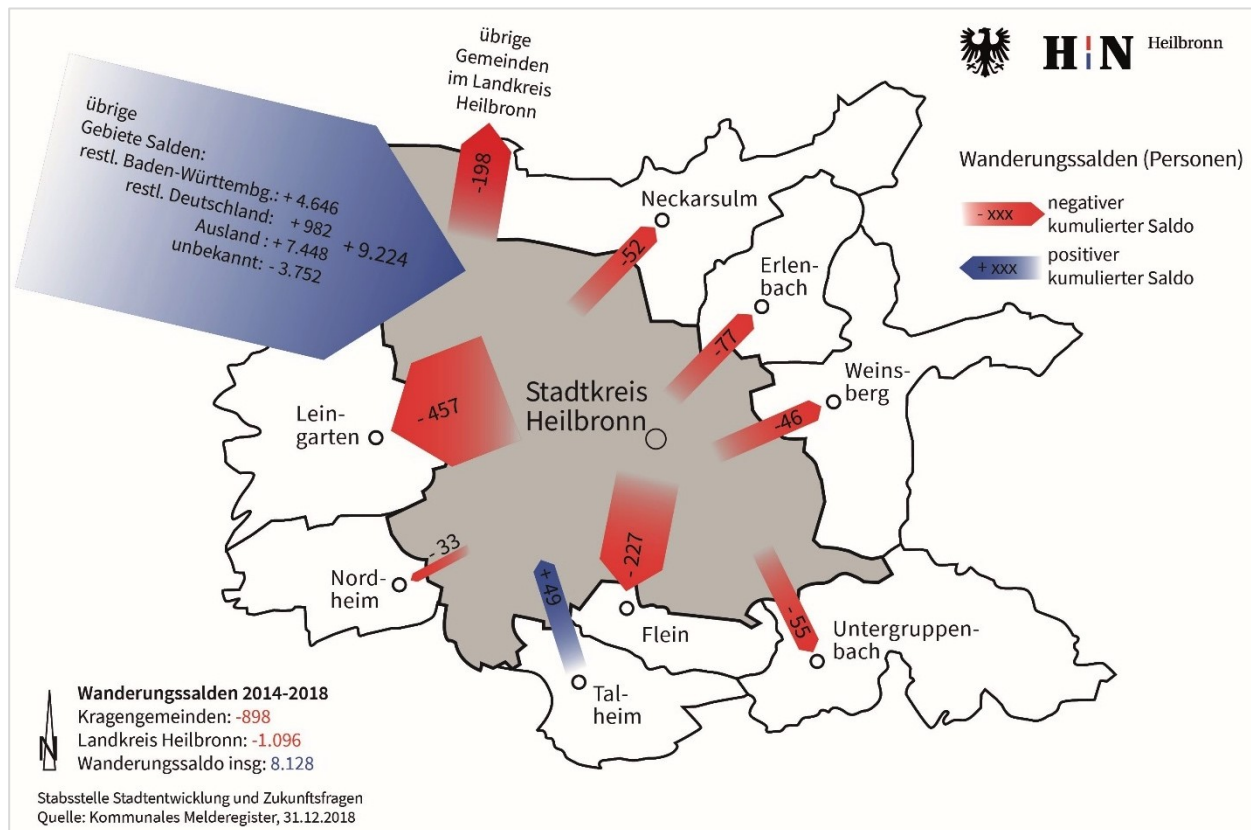 übrige
Gemeinden
im Landkreis
Heilbronn
H N Heilbronn
übrige
Gebiete Salden:
restl. Baden-Württembg.: + 4.646
restl. Deutschland: + 982
Ausland : + 7.448
unbekannt: - 3.752
+ 9.224
-198
Wanderungssalden (Personen)
- xxx
negativer
kumulierter Saldo
+ xxx
positiver
kumulierter Saldo
Neckarsulm
-52
Erlen-
bach
-77
Weins-
berg
-46
Stadtkreis
Heilbronn
Lein-
garten
- 457
- 33
Nord-
heim
+ 49
- 227
Flein
- 55
Untergruppen-
bach
Tal-
heim
Wanderungssalden 2014-2018
Kragengemeinden: -898
Landkreis Heilbronn: -1.096
Wanderungssaldo insg: 8.128
N
Stabsstelle Stadtentwicklung und Zukunftsfragen
Quelle: Kommunales Melderegister, 31.12.2018